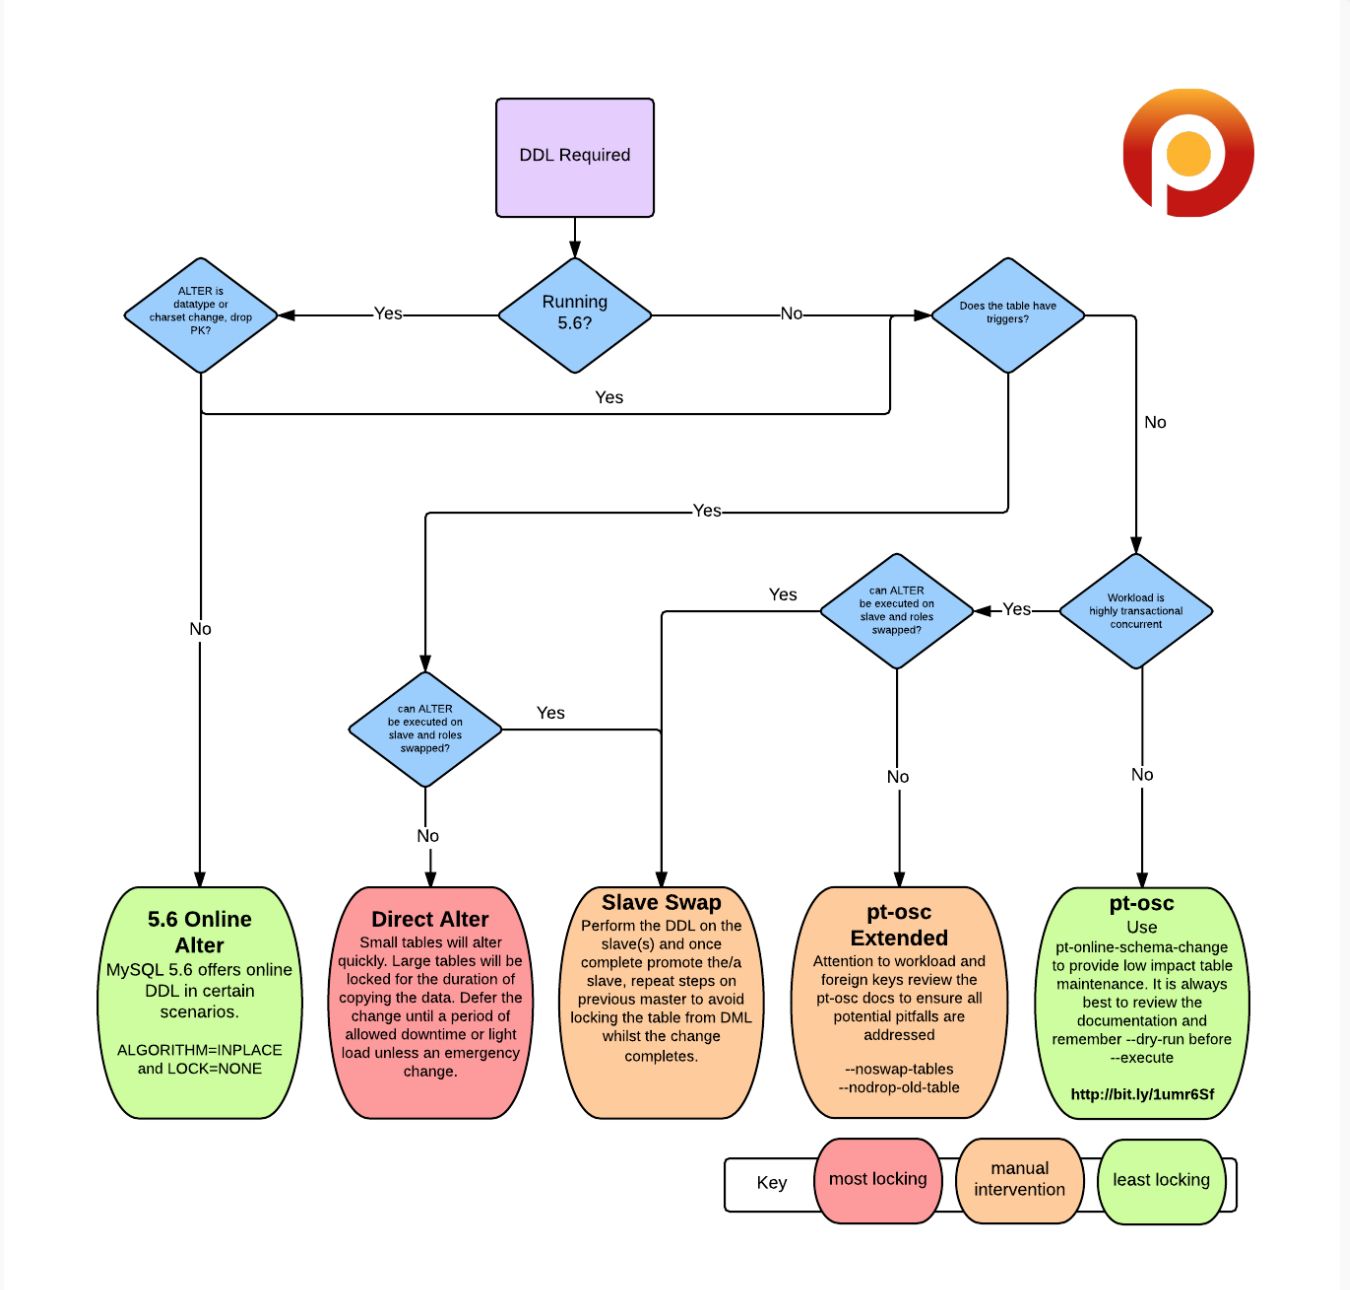 DDL Required
ALTER is
datatype or
charset change, drop
PK?
Yes
Running
5.6?
No
Does the table have
triggers?
Yes
No
Yes
No
can ALTER
be executed on
slave and roles
swapped?
Yes
Yes
Workload is
highly transactional
concurrent
can ALTER
be executed on
slave and roles
swapped?
Yes
No
No
No
5.6 Online
Alter
MySQL 5.6 offers online
DDL in certain
scenarios.
ALGORITHM=INPLACE
and LOCK=NONE
Direct Alter
Small tables will alter
quickly. Large tables will be
locked for the duration of
copying the data. Defer the
change until a period of
allowed downtime or light
load unless an emergency
change.
Slave Swap
Perform the DDL on the
slave(s) and once
complete promote the/a
slave, repeat steps on
previous master to avoid
locking the table from DML
whilst the change
completes.
pt-osc
Extended
Attention to workload and
foreign keys review the
pt-osc docs to ensure all
potential pitfalls are
addressed
--noswap-tables
--nodrop-old-table
pt-osc
Use
pt-online-schema-change
to provide low impact table
maintenance. It is always
best to review the
documentation and
remember --dry-run before
--execute
http://bit.ly/1umr6Sf
Key
most locking
manual
intervention
least locking